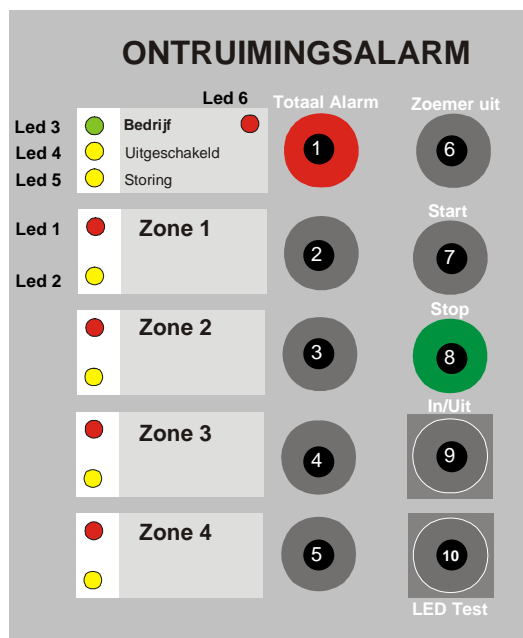 ONTRUIMINGSALARM
Led 6
Totaal Alarm
Zoemer uit
Led 3
Bedrijf
1
6
Led 4
Uitgeschakeld
Led 5
Storing
Start
Led 1
Zone 1
2
7
Led 2
Stop
Zone 2
3
8
In/Uit
Zone 3
4
9
Zone 4
5
10
LED Test